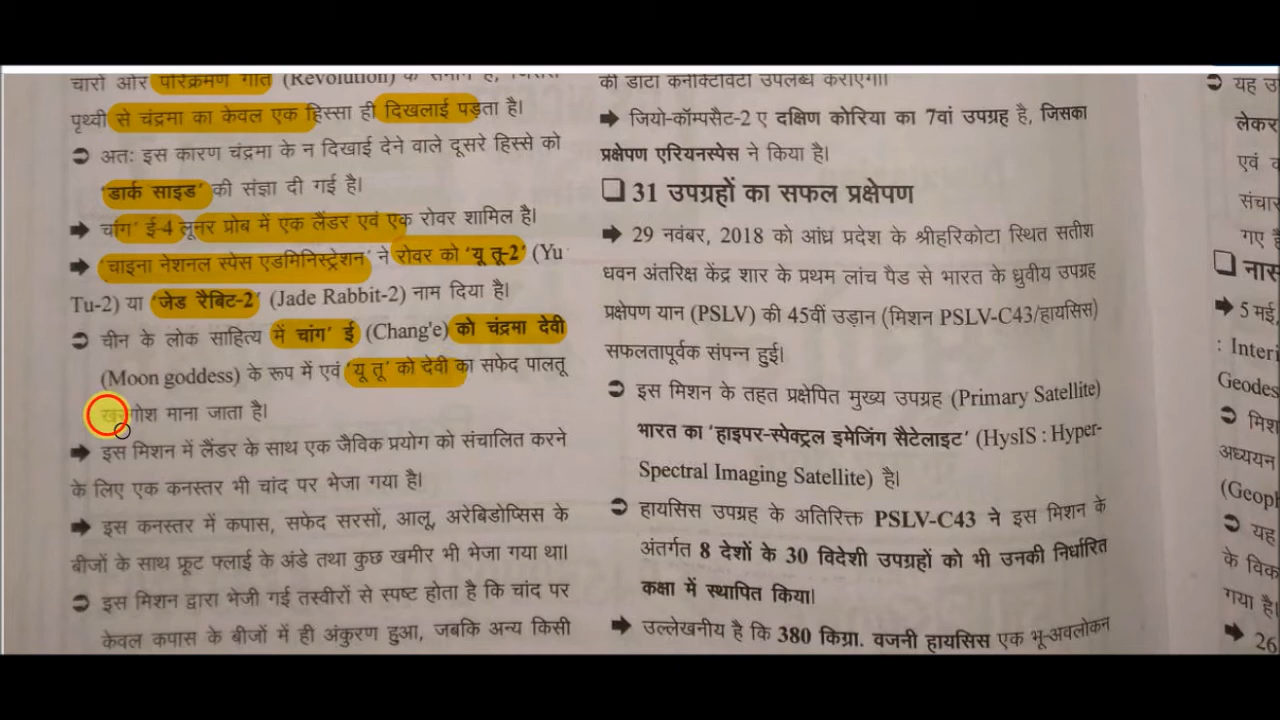 चारों ओर परिक्रमण गति (Revolution) के समान है, जिससे
पृथ्वी से चंद्रमा का केवल एक हिस्सा ही दिखलाई पड़ता है।
➲ अतः इस कारण चंद्रमा के न दिखाई देने वाले दूसरे हिस्से को
'डार्क साइड' की संज्ञा दी गई है।
➡ चांग' ई-4 लूनर प्रोब में एक लैंडर एवं एक रोवर शामिल है।
➡ 'चाइना नेशनल स्पेस एडमिनिस्ट्रेशन' ने रोवर को 'यू तू-2' (Yu
Tu-2) या 'जेड रैबिट-2' (Jade Rabbit-2) नाम दिया है।
➲ चीन के लोक साहित्य में चांग' ई (Chang'e) को चंद्रमा देवी
(Moon goddess) के रूप में एवं 'यू तू' को देवी का सफेद पालतू
खरगोश माना जाता है।
➡ इस मिशन में लैंडर के साथ एक जैविक प्रयोग को संचालित करने
के लिए एक कनस्तर भी चांद पर भेजा गया है।
➡ इस कनस्तर में कपास, सफेद सरसों, आलू, अरेबिडोप्सिस के
बीजों के साथ फ्रूट फ्लाई के अंडे तथा कुछ खमीर भी भेजा गया था।
➲ इस मिशन द्वारा भेजी गई तस्वीरों से स्पष्ट होता है कि चांद पर
केवल कपास के बीजों में ही अंकुरण हुआ, जबकि अन्य किसी
की डाटा कनेक्टिविटी उपलब्ध कराएगा।
➡ जियो-कॉम्पसैट-2 ए दक्षिण कोरिया का 7वां उपग्रह है, जिसका
प्रक्षेपण एरियनस्पेस ने किया है।
❑ 31 उपग्रहों का सफल प्रक्षेपण
➡ 29 नवंबर, 2018 को आंध्र प्रदेश के श्रीहरिकोटा स्थित सतीश
धवन अंतरिक्ष केंद्र शार के प्रथम लांच पैड से भारत के ध्रुवीय उपग्रह
प्रक्षेपण यान (PSLV) की 45वीं उड़ान (मिशन PSLV-C43/हायसिस)
सफलतापूर्वक संपन्न हुई।
➲ इस मिशन के तहत प्रक्षेपित मुख्य उपग्रह (Primary Satellite)
भारत का 'हाइपर-स्पेक्ट्रल इमेजिंग सैटेलाइट' (HysIS : Hyper-
Spectral Imaging Satellite) है।
➲ हायसिस उपग्रह के अतिरिक्त PSLV-C43 ने इस मिशन के
अंतर्गत 8 देशों के 30 विदेशी उपग्रहों को भी उनकी निर्धारित
कक्षा में स्थापित किया।
➡ उल्लेखनीय है कि 380 किग्रा. वजनी हायसिस एक भू-अवलोकन
➲ यह उ
लेकर
एवं
संचार
गए है
❑ नास
➡ 5 मई,
: Interi
Geodes
➲ मिश
अध्ययन
(Geoph
➲ यह
के विक
गया है।
➡ 26